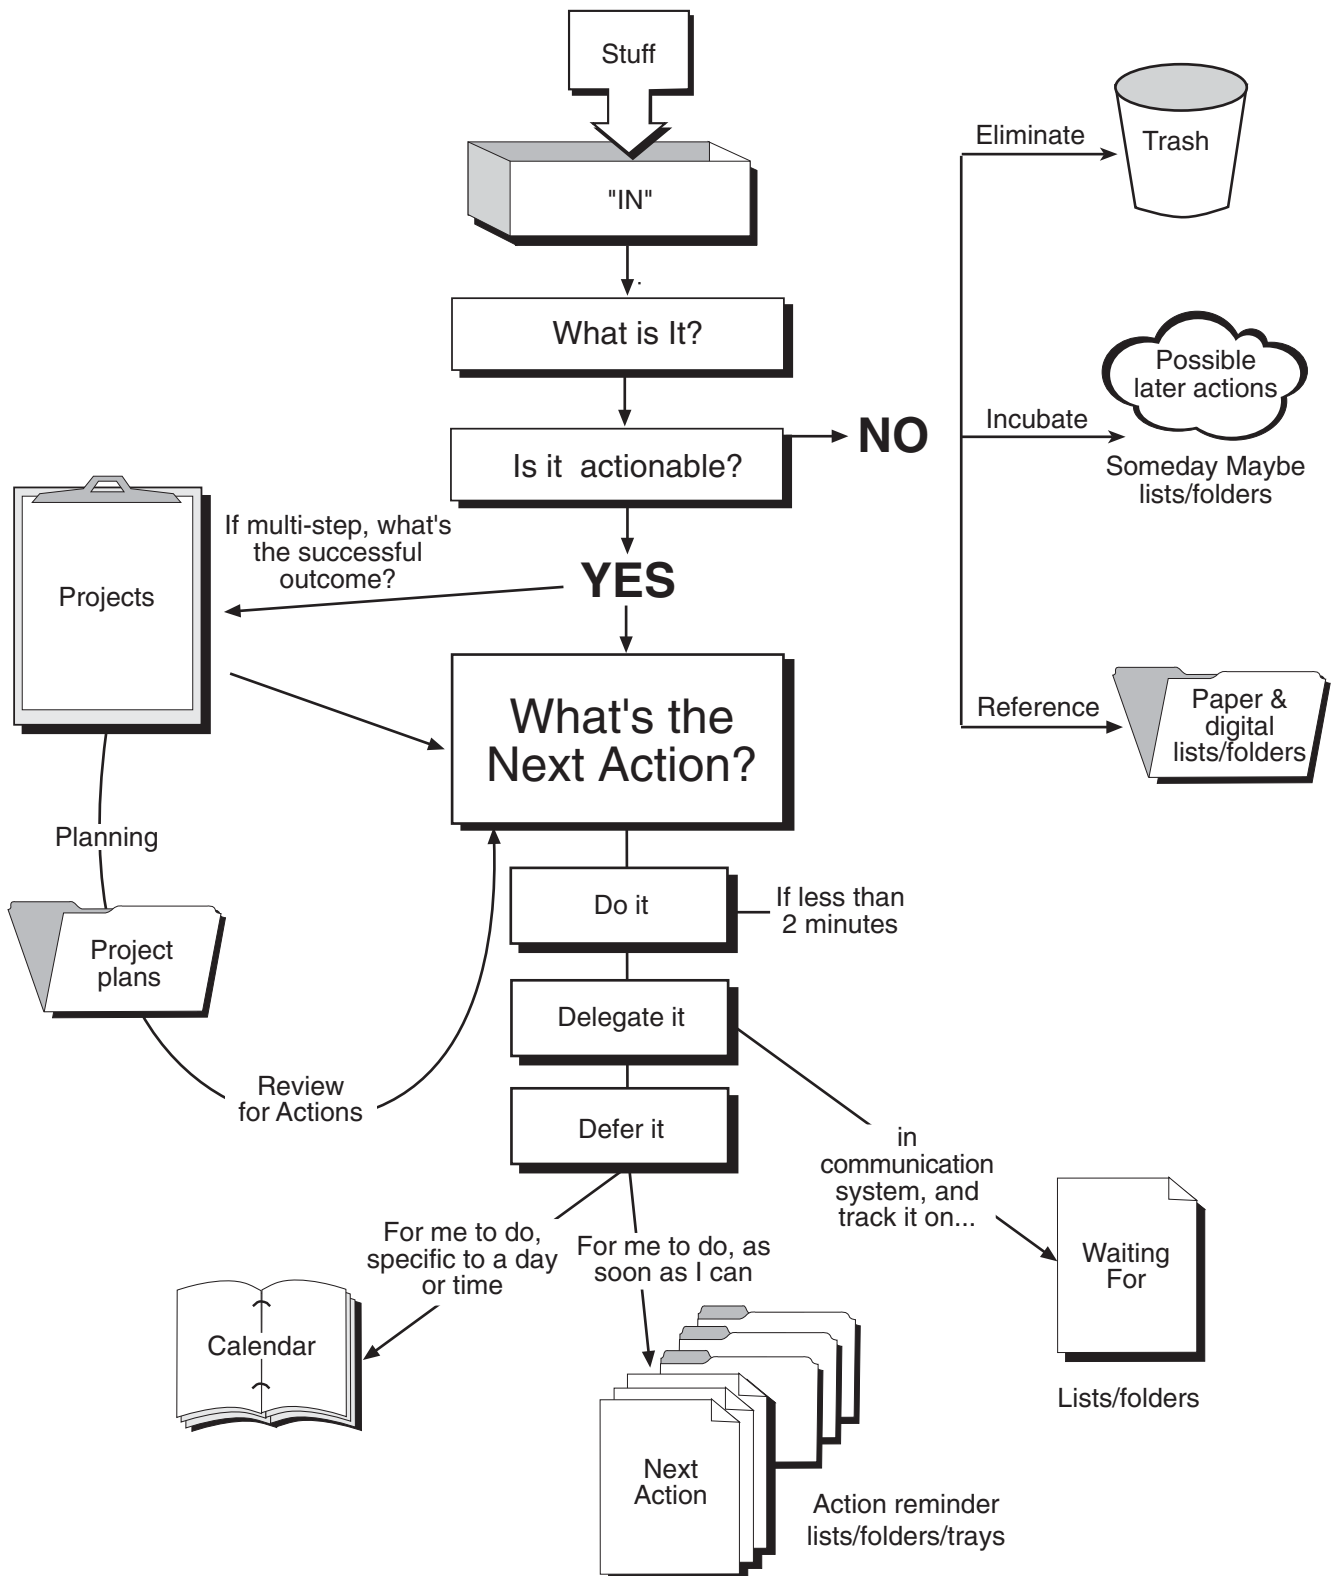 Stuff
"IN"
What is It?
Is it actionable?
NO
Eliminate
Trash
Incubate
Possible
later actions
Someday Maybe
lists/folders
Reference
Paper &
digital
lists/folders
YES
If multi-step, what's
the successful
outcome?
Projects
Planning
Project
plans
Review
for Actions
What's the
Next Action?
Do it
If less than
2 minutes
Delegate it
in
communication
system, and
track it on...
Waiting
For
Lists/folders
Defer it
For me to do,
specific to a day
or time
Calendar
For me to do, as
soon as I can
Next
Action
Action reminder
lists/folders/trays